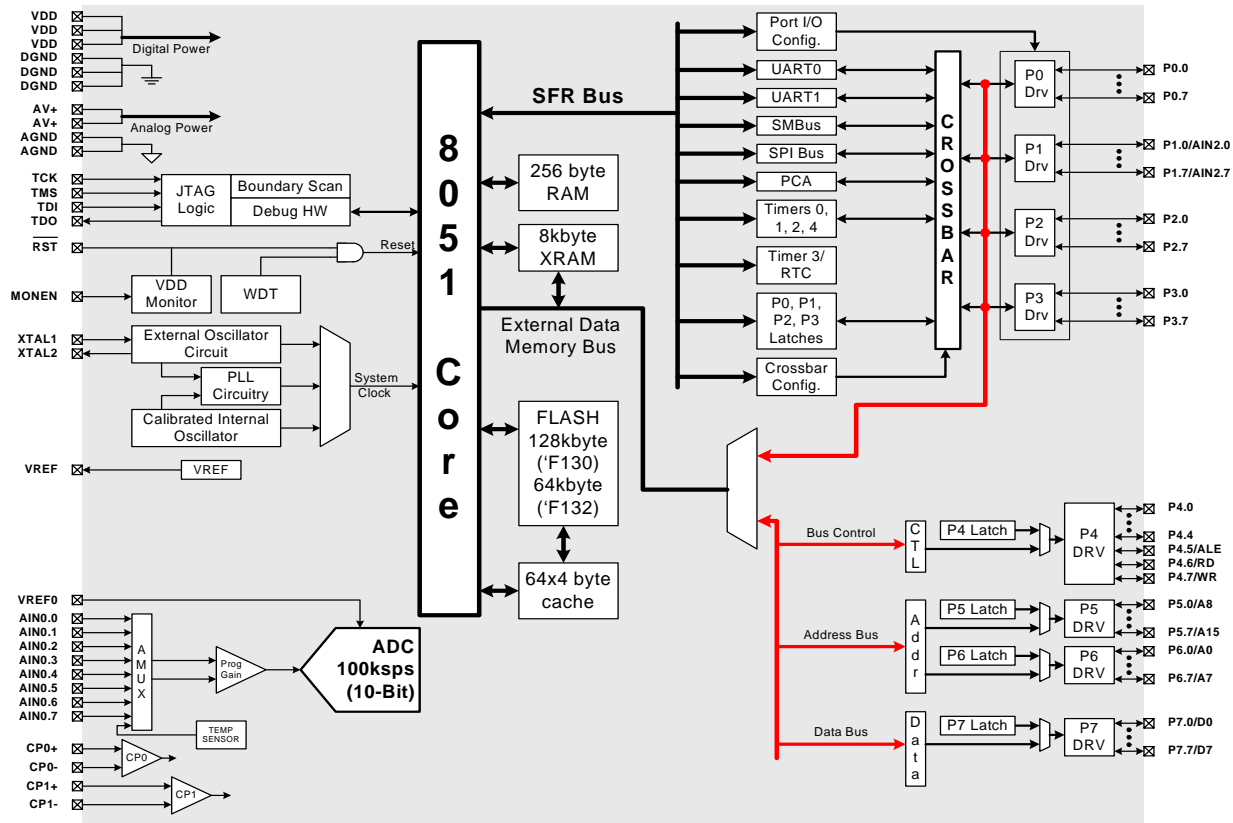 VDD
VDD
VDD
Digital Power
DGND
DGND
DGND
AV+
AV+
Analog Power
AGND
AGND
TCK
TMS
TDI
TDO
JTAG
Logic
Boundary Scan
Debug HW
RST
Reset
MONEN
VDD
Monitor
WDT
XTAL1
XTAL2
External Oscillator
Circuit
PLL
Circuitry
Calibrated Internal
Oscillator
System
Clock
VREF
VREF
VREF0
AIN0.0
AIN0.1
AIN0.2
AIN0.3
AIN0.4
AIN0.5
AIN0.6
AIN0.7
AMUX
Prog
Gain
ADC
100ksps
(10-Bit)
TEMP
SENSOR
CP0+
CP0-
CP0
CP1+
CP1-
CP1
8051 Core
SFR Bus
256 byte
RAM
8kbyte
XRAM
External Data
Memory Bus
FLASH
128kbyte
(‘F130)
64kbyte
(‘F132)
64x4 byte
cache
Port I/O
Config.
UART0
UART1
SMBus
SPI Bus
PCA
Timers 0,
1, 2, 4
Timer 3/
RTC
P0, P1,
P2, P3
Latches
Crossbar
Config.
CROSSBAR
P0
Drv
P1
Drv
P2
Drv
P3
Drv
P0.0
P0.7
P1.0/AIN2.0
P1.7/AIN2.7
P2.0
P2.7
P3.0
P3.7
Bus Control
CTL
P4 Latch
P4
DRV
P4.0
P4.4
P4.5/ALE
P4.6/RD
P4.7/WR
Address Bus
Addr
P5 Latch
P5
DRV
P5.0/A8
P5.7/A15
P6 Latch
P6
DRV
P6.0/A0
P6.7/A7
Data Bus
Data
P7 Latch
P7
DRV
P7.0/D0
P7.7/D7